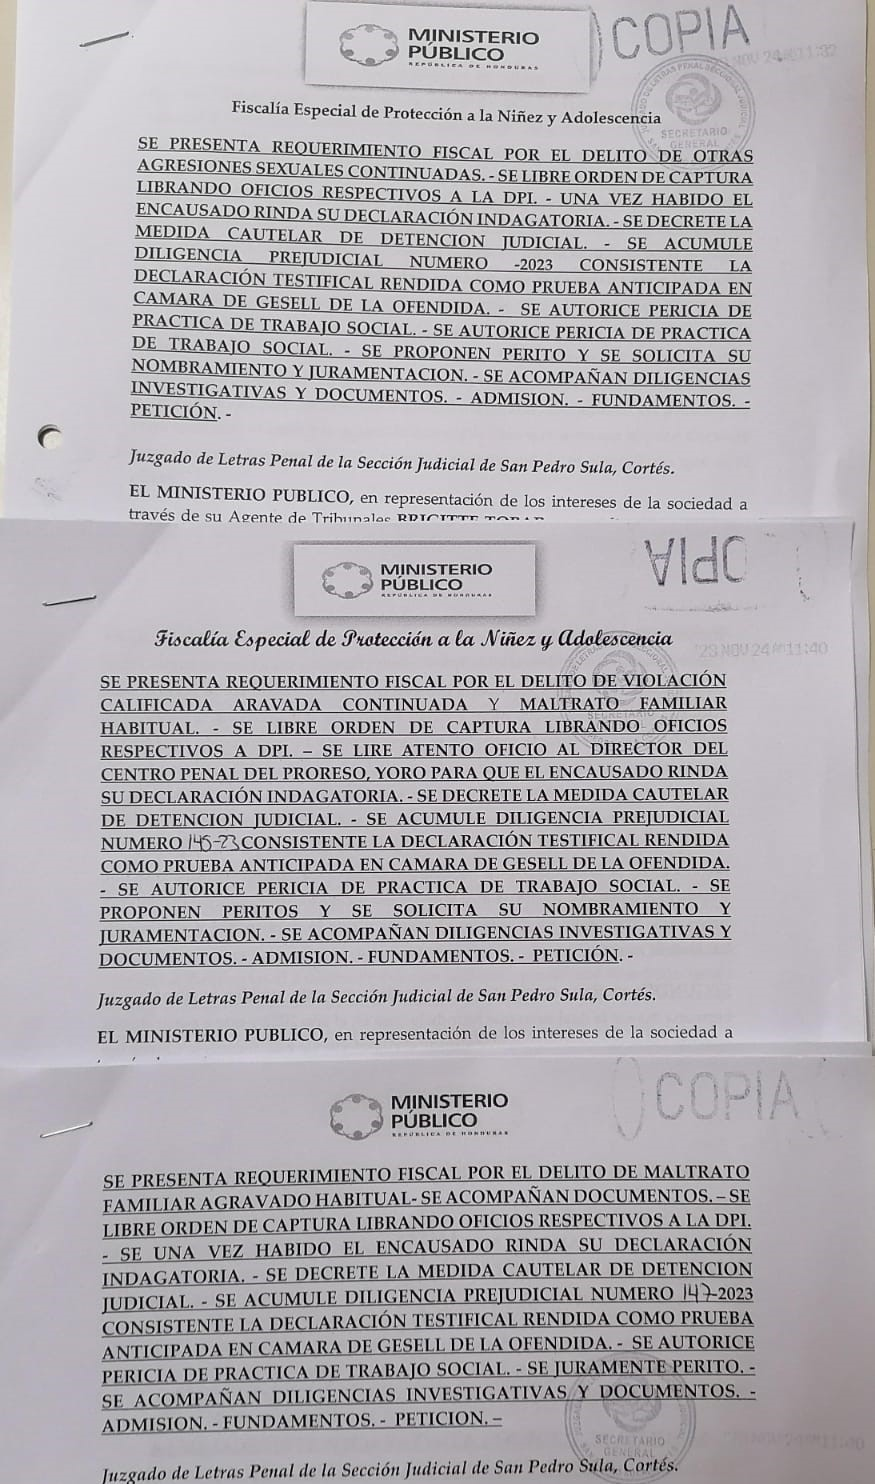 MINISTERIO
PÚBLICO
REPÚBLICA DE HONDURAS
COPIA
NOV 24 AM 11:32
Fiscalía Especial de Protección a la Niñez y Adolescencia
SECRETARIO
GENERAL
SE PRESENTA REQUERIMIENTO FISCAL POR EL DELITO DE OTRAS
AGRESIONES SEXUALES CONTINUADAS. - SE LIBRE ORDEN DE CAPTURA
LIBRANDO OFICIOS RESPECTIVOS A LA DPI. - UNA VEZ HABIDO EL
ENCAUSADO RINDA SU DECLARACIÓN INDAGATORIA. - SE DECRETE LA
MEDIDA CAUTELAR DE DETENCION JUDICIAL. - SE ACUMULE
DILIGENCIA PREJUDICIAL NUMERO -2023 CONSISTENTE LA
DECLARACIÓN TESTIFICAL RENDIDA COMO PRUEBA ANTICIPADA EN
CAMARA DE GESELL DE LA OFENDIDA. - SE AUTORICE PERICIA DE
PRACTICA DE TRABAJO SOCIAL. - SE AUTORICE PERICIA DE PRACTICA
DE TRABAJO SOCIAL. - SE PROPONEN PERITO Y SE SOLICITA SU
NOMBRAMIENTO Y JURAMENTACION. - SE ACOMPAÑAN DILIGENCIAS
INVESTIGATIVAS Y DOCUMENTOS. - ADMISION. - FUNDAMENTOS. -
PETICIÓN. -
Juzgado de Letras Penal de la Sección Judicial de San Pedro Sula, Cortés.
EL MINISTERIO PUBLICO, en representación de los intereses de la sociedad a
través de su Agente de Tribunales BRIGITTE TOBAR
MINISTERIO
PÚBLICO
REPÚBLICA DE HONDURAS
OPIA
Fiscalía Especial de Protección a la Niñez y Adolescencia
'23 NOV 24 AM 11:40
SE PRESENTA REQUERIMIENTO FISCAL POR EL DELITO DE VIOLACIÓN
CALIFICADA ARAVADA CONTINUADA Y MALTRATO FAMILIAR
HABITUAL. - SE LIBRE ORDEN DE CAPTURA LIBRANDO OFICIOS
RESPECTIVOS A DPI. – SE LIRE ATENTO OFICIO AL DIRECTOR DEL
CENTRO PENAL DEL PRORESO, YORO PARA QUE EL ENCAUSADO RINDA
SU DECLARACIÓN INDAGATORIA. - SE DECRETE LA MEDIDA CAUTELAR
DE DETENCION JUDICIAL. - SE ACUMULE DILIGENCIA PREJUDICIAL
NUMERO 145-23 CONSISTENTE LA DECLARACIÓN TESTIFICAL RENDIDA
COMO PRUEBA ANTICIPADA EN CAMARA DE GESELL DE LA OFENDIDA.
- SE AUTORICE PERICIA DE PRACTICA DE TRABAJO SOCIAL. - SE
PROPONEN PERITOS Y SE SOLICITA SU NOMBRAMIENTO Y
JURAMENTACION. - SE ACOMPAÑAN DILIGENCIAS INVESTIGATIVAS Y
DOCUMENTOS. - ADMISION. - FUNDAMENTOS. - PETICIÓN. -
Juzgado de Letras Penal de la Sección Judicial de San Pedro Sula, Cortés.
EL MINISTERIO PUBLICO, en representación de los intereses de la sociedad a
MINISTERIO
PÚBLICO
REPÚBLICA DE HONDURAS
COPIA
SE PRESENTA REQUERIMIENTO FISCAL POR EL DELITO DE MALTRATO
FAMILIAR AGRAVADO HABITUAL- SE ACOMPAÑAN DOCUMENTOS. – SE
LIBRE ORDEN DE CAPTURA LIBRANDO OFICIOS RESPECTIVOS A LA DPI.
- SE UNA VEZ HABIDO EL ENCAUSADO RINDA SU DECLARACIÓN
INDAGATORIA. - SE DECRETE LA MEDIDA CAUTELAR DE DETENCION
JUDICIAL. - SE ACUMULE DILIGENCIA PREJUDICIAL NUMERO 147-2023
CONSISTENTE LA DECLARACIÓN TESTIFICAL RENDIDA COMO PRUEBA
ANTICIPADA EN CAMARA DE GESELL DE LA OFENDIDA. - SE AUTORICE
PERICIA DE PRACTICA DE TRABAJO SOCIAL. - SE JURAMENTE PERITO. -
SE ACOMPAÑAN DILIGENCIAS INVESTIGATIVAS Y DOCUMENTOS. -
ADMISION. - FUNDAMENTOS. - PETICION. –
SECRETARIO
GENERAL
Juzgado de Letras Penal de la Sección Judicial de San Pedro Sula, Cortés.